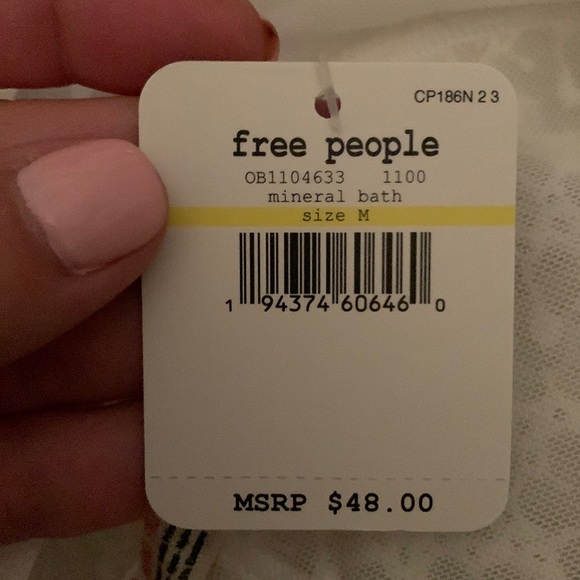 CP186N 2 3
free people
OB1104633 1100
mineral bath
size M
1 94374 60646 0
MSRP $48.00